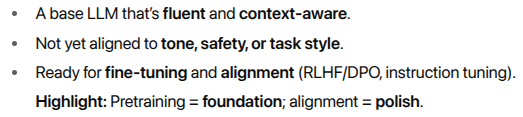 • A base LLM that's fluent and context-aware.
• Not yet aligned to tone, safety, or task style.
• Ready for fine-tuning and alignment (RLHF/DPO, instruction tuning).
Highlight: Pretraining = foundation; alignment = polish.